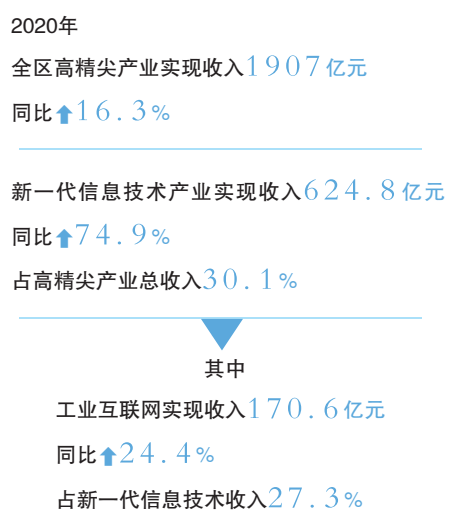 2020年
全区高精尖产业实现收入1907亿元
同比16.3%
新一代信息技术产业实现收入624.8亿元
同比74.9%
占高精尖产业总收入30.1%
其中
工业互联网实现收入170.6亿元
同比24.4%
占新一代信息技术收入27.3%